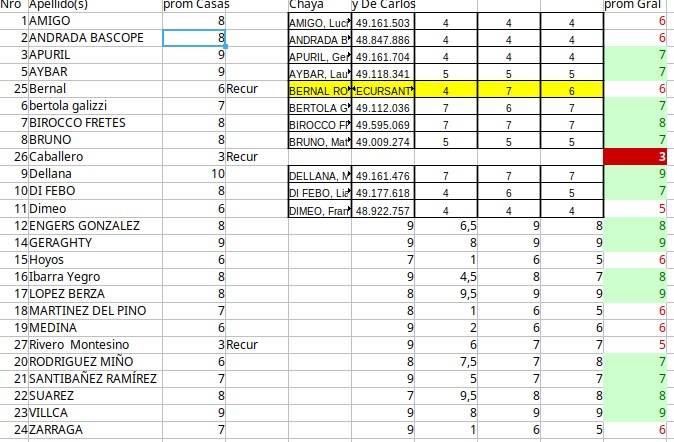 Nro Apellido(s) prom Casas Chaya y De Carlos prom Gral
1 AMIGO 8 AMIGO, Luci 49.161.503 4 4 4 6
2 ANDRADA BASCOPE 8 ANDRADA B 48.847.886 4 4 4 6
3 APURIL 9 APURIL, Ger 49.161.704 4 4 4 7
5 AYBAR 9 AYBAR, Lau 49.118.341 5 5 5 7
25 Bernal 6 Recur BERNAL RO ECURSANT 4 7 6 6
6 bertola galizzi 7 BERTOLA G 49.112.036 7 6 7 7
7 BIROCCO FRETES 8 BIROCCO FI 49.595.069 7 7 7 8
8 BRUNO 8 BRUNO, Mat 49.009.274 5 5 5 7
26 Caballero 3 Recur 3
9 Dellana 10 DELLANA, M 49.161.476 7 7 7 9
10 DI FEBO 8 DI FEBO, Lia 49.177.618 4 6 5 7
11 Dimeo 6 DIMEO, Fran 48.922.757 4 4 4 5
12 ENGERS GONZALEZ 8 9 6,5 9 8 8
14 GERAGHTY 9 9 8 9 9 9
15 Hoyos 6 7 1 6 5 6
16 Ibarra Yegro 8 9 4,5 8 7 8
17 LOPEZ BERZA 8 8 9,5 9 9 9
18 MARTINEZ DEL PINO 7 8 1 6 5 6
19 MEDINA 6 9 2 6 6 6
27 Rivero Montesino 3 Recur 9 6 7 7 5
20 RODRIGUEZ MIÑO 6 8 7,5 7 8 7
21 SANTIBAÑEZ RAMÍREZ 7 9 5 7 7 7
22 SUAREZ 8 7 9,5 8 8 8
23 VILLCA 9 9 8 9 9 9
24 ZARRAGA 7 9 1 6 5 6